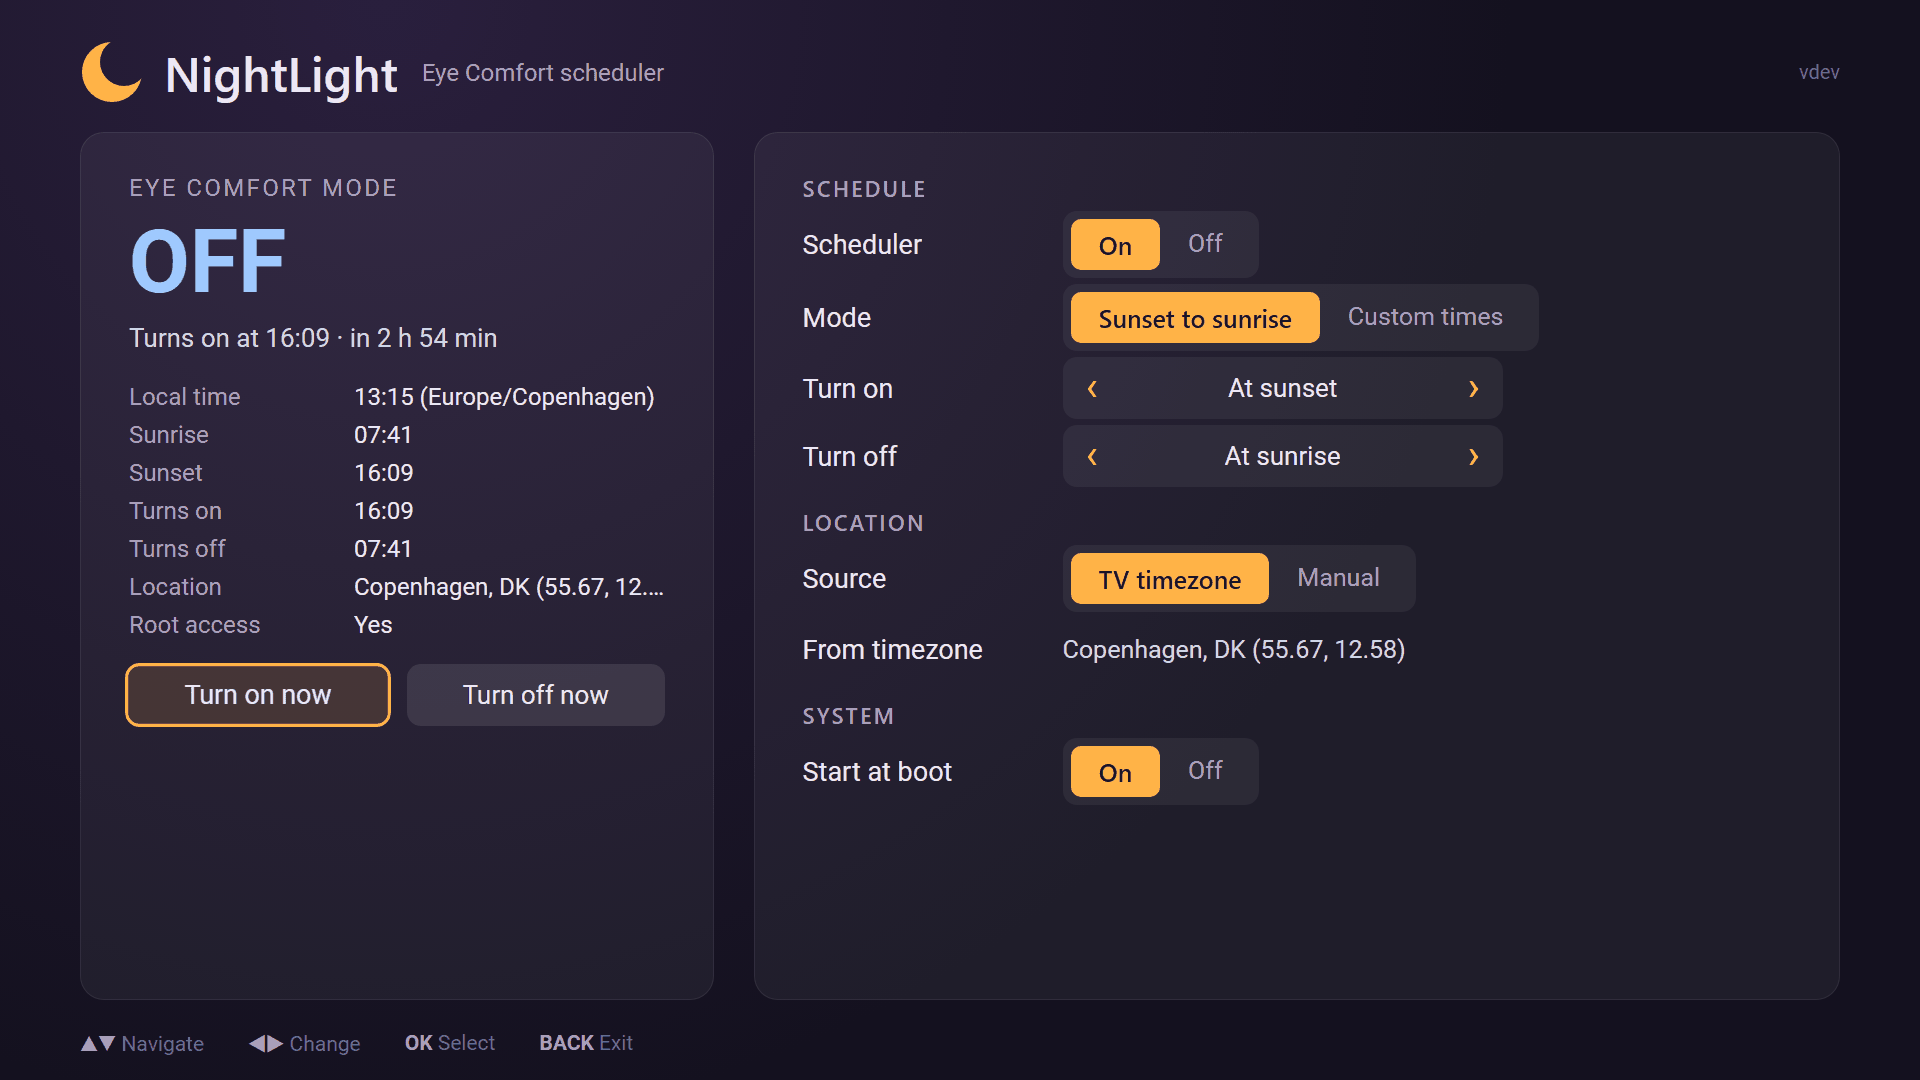 NightLight Eye Comfort scheduler
vdev
EYE COMFORT MODE
OFF
Turns on at 16:09 · in 2 h 54 min
Local time 13:15 (Europe/Copenhagen)
Sunrise 07:41
Sunset 16:09
Turns on 16:09
Turns off 07:41
Location Copenhagen, DK (55.67, 12.…
Root access Yes
Turn on now Turn off now
SCHEDULE
Scheduler On Off
Mode Sunset to sunrise Custom times
Turn on ‹ At sunset ›
Turn off ‹ At sunrise ›
LOCATION
Source TV timezone Manual
From timezone Copenhagen, DK (55.67, 12.58)
SYSTEM
Start at boot On Off
▲▼ Navigate ◀▶ Change OK Select BACK Exit